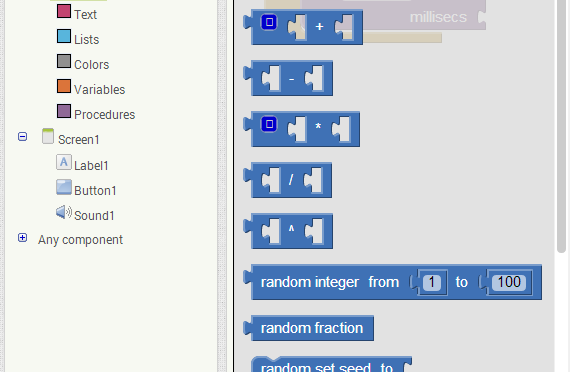 Text
Lists
Colors
Variables
Procedures
Screen1
A
Label1
Button1
Sound1
Any component
millisecs
+
-
*
/
^
random integer from 1 to 100
random fraction
random set seed to